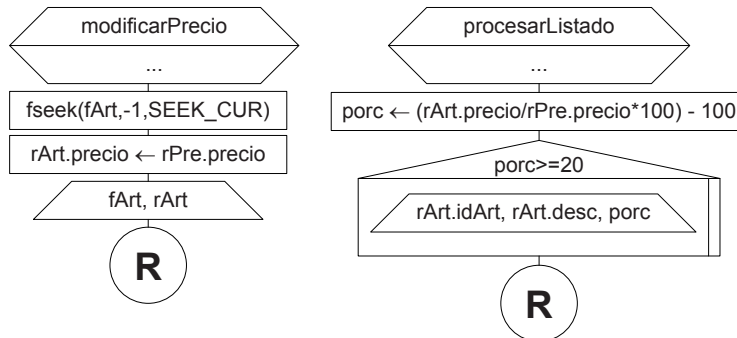 modificarPrecio
...
fseek(fArt,-1,SEEK_CUR)
rArt.precio ← rPre.precio
fArt, rArt
R
procesarListado
...
porc ← (rArt.precio/rPre.precio*100) - 100
porc>=20
rArt.idArt, rArt.desc, porc
R